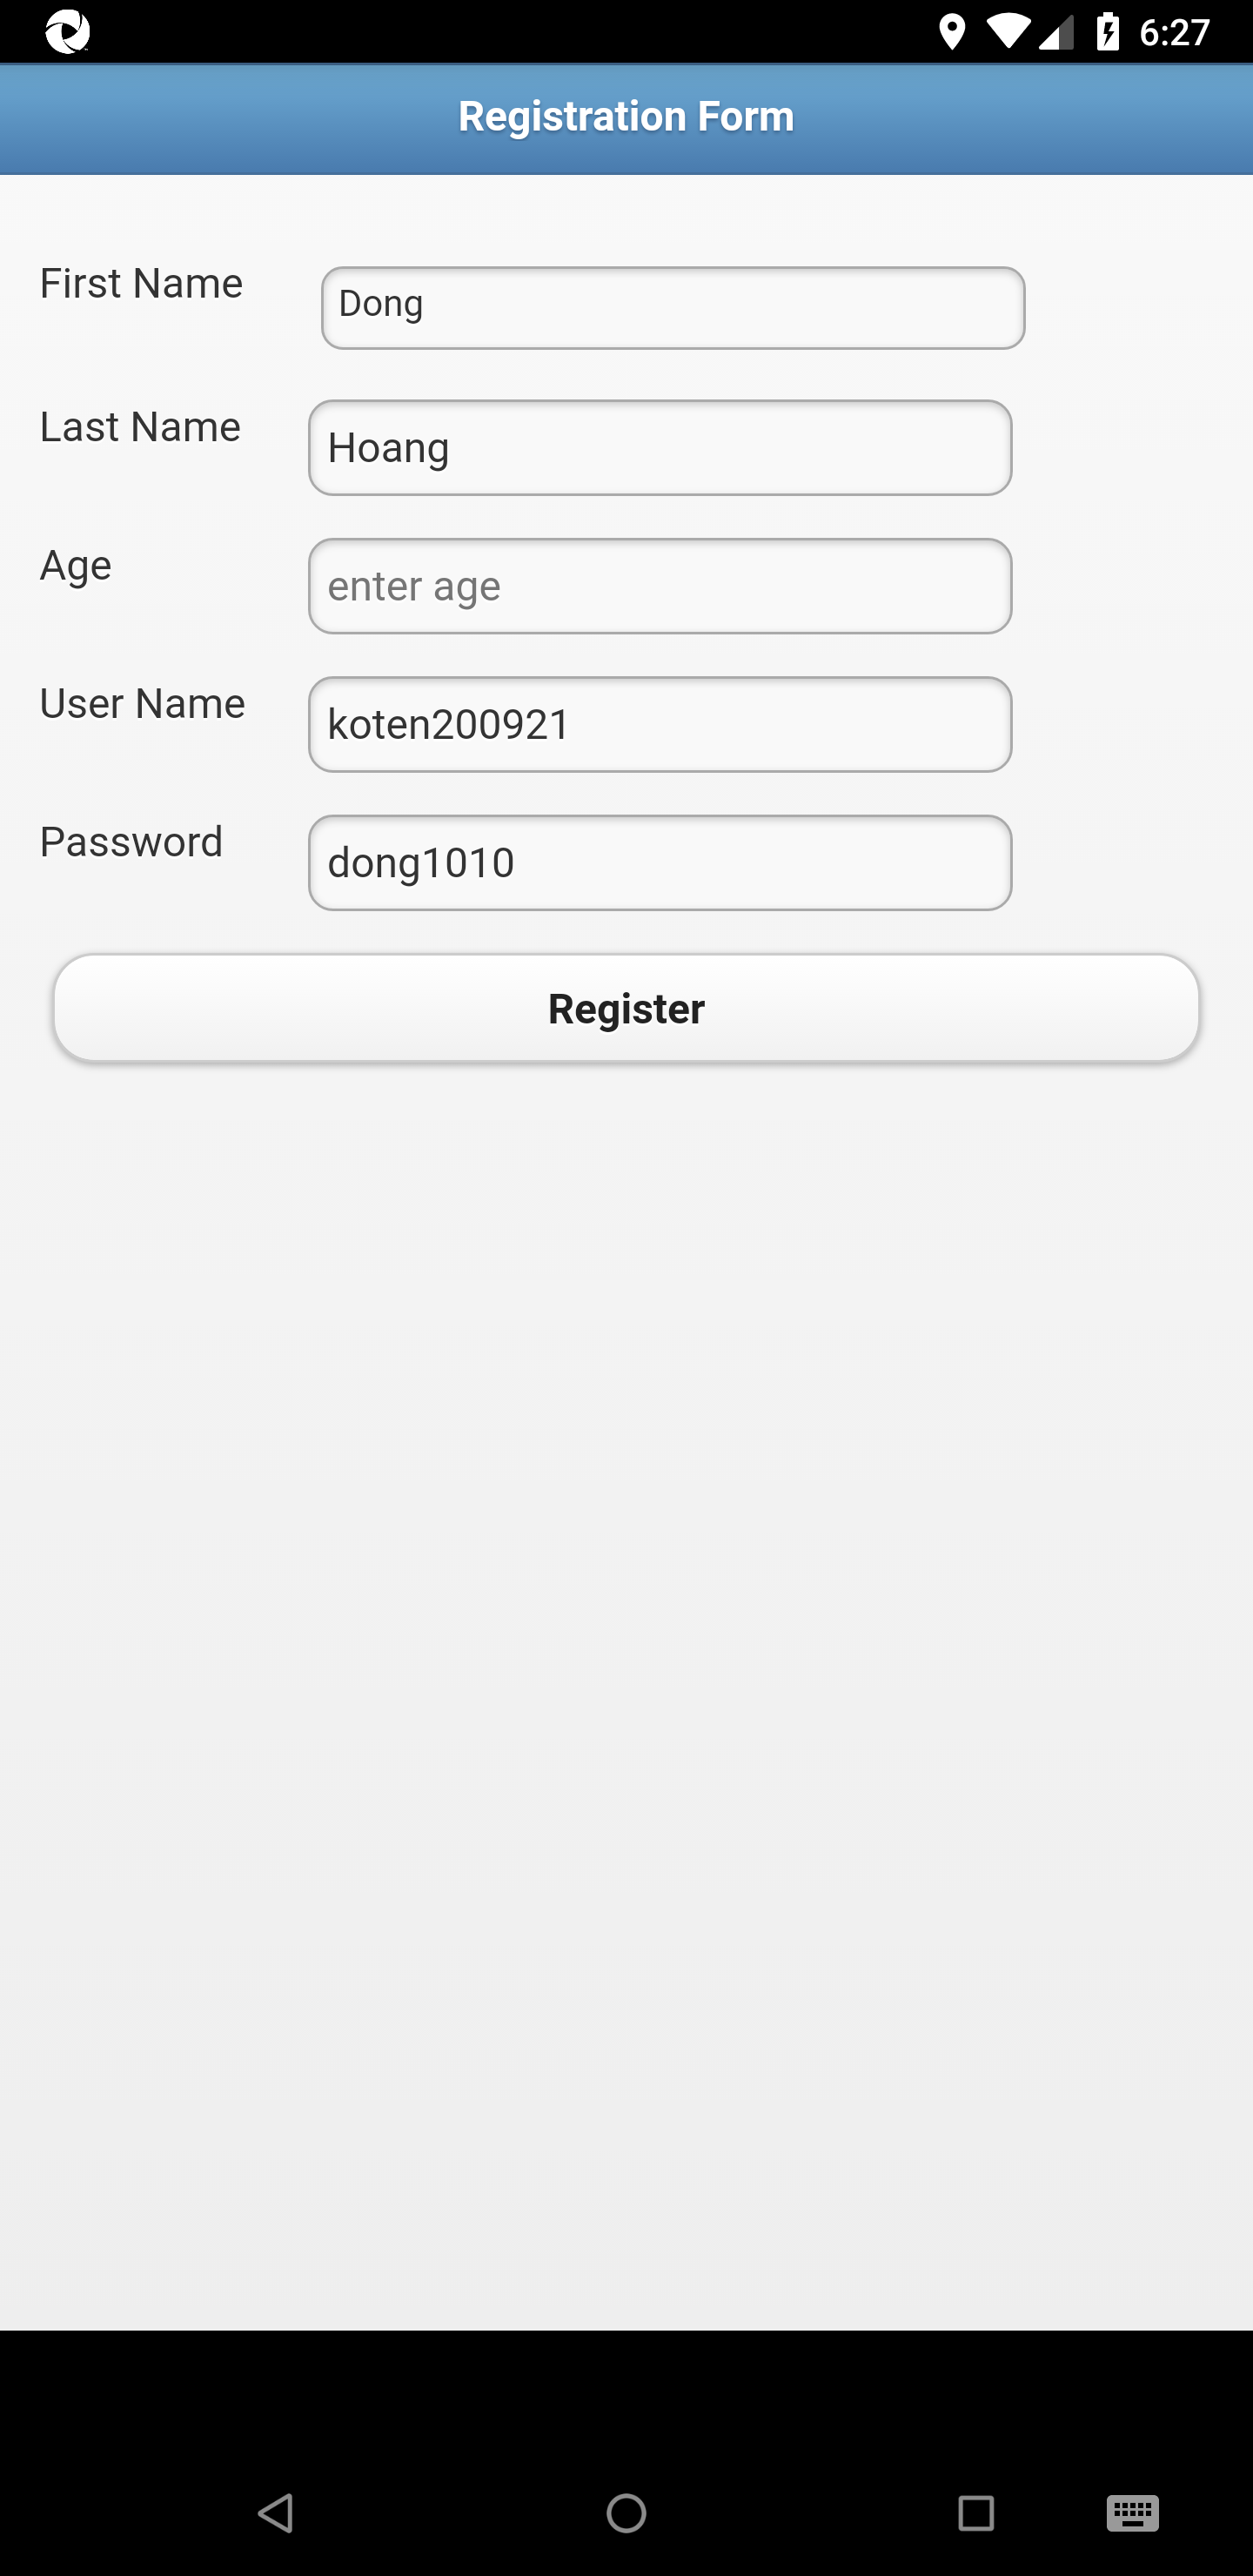 6:27
Registration Form
First Name
Dong
Last Name
Hoang
Age
enter age
User Name
koten200921
Password
dong1010
Register